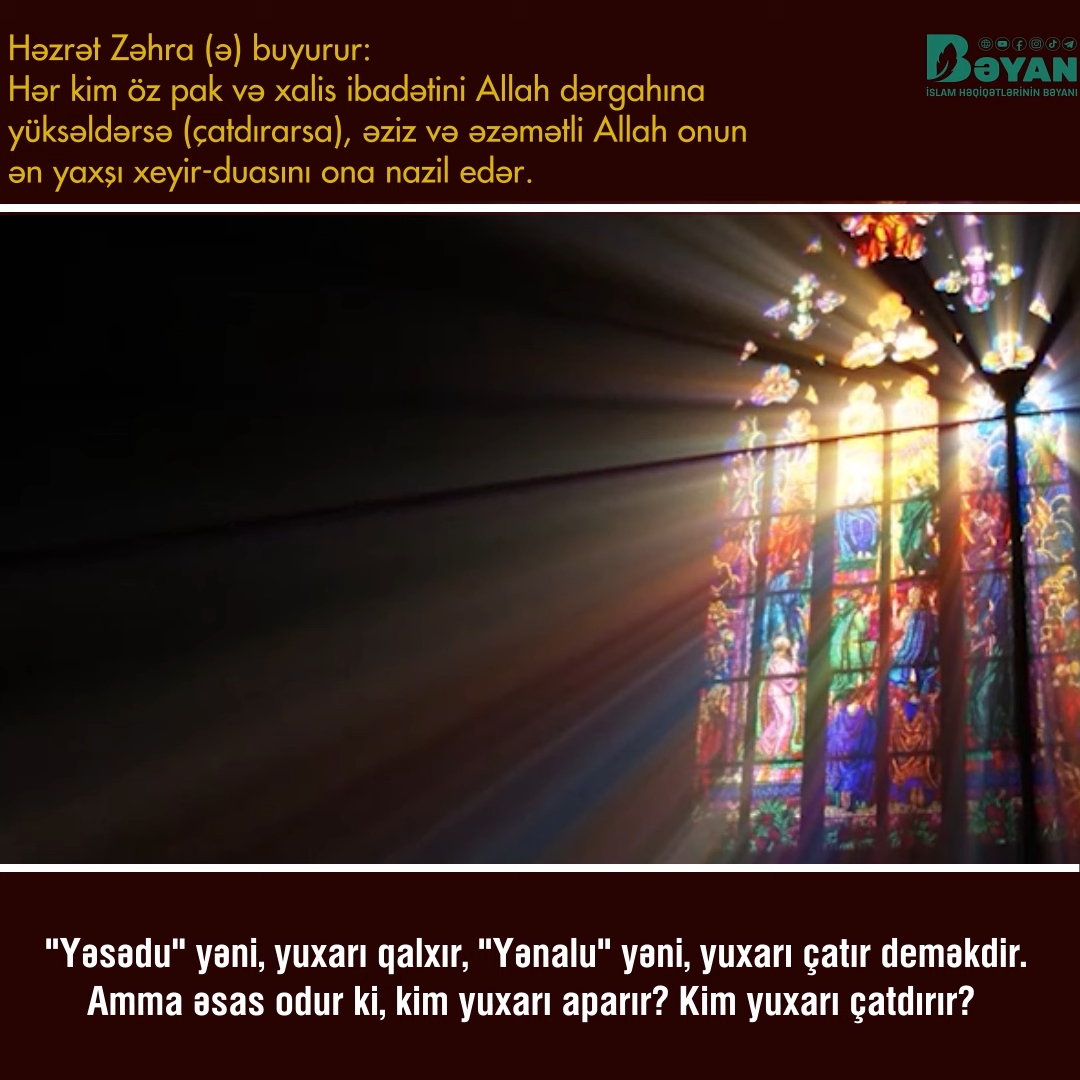 Həzrət Zəhra (ə) buyurur:
Hər kim öz pak və xalis ibadətini Allah dərgahına
yüksəldərsə (çatdırarsa), əziz və əzəmətli Allah onun
ən yaxşı xeyir-duasını ona nazil edər.
BƏYAN
İSLAM HƏQİQƏTLƏRİNİN BƏYANI
"Yəsədu" yəni, yuxarı qalxır, "Yənalu" yəni, yuxarı çatır deməkdir.
Amma əsas odur ki, kim yuxarı aparır? Kim yuxarı çatdırır?